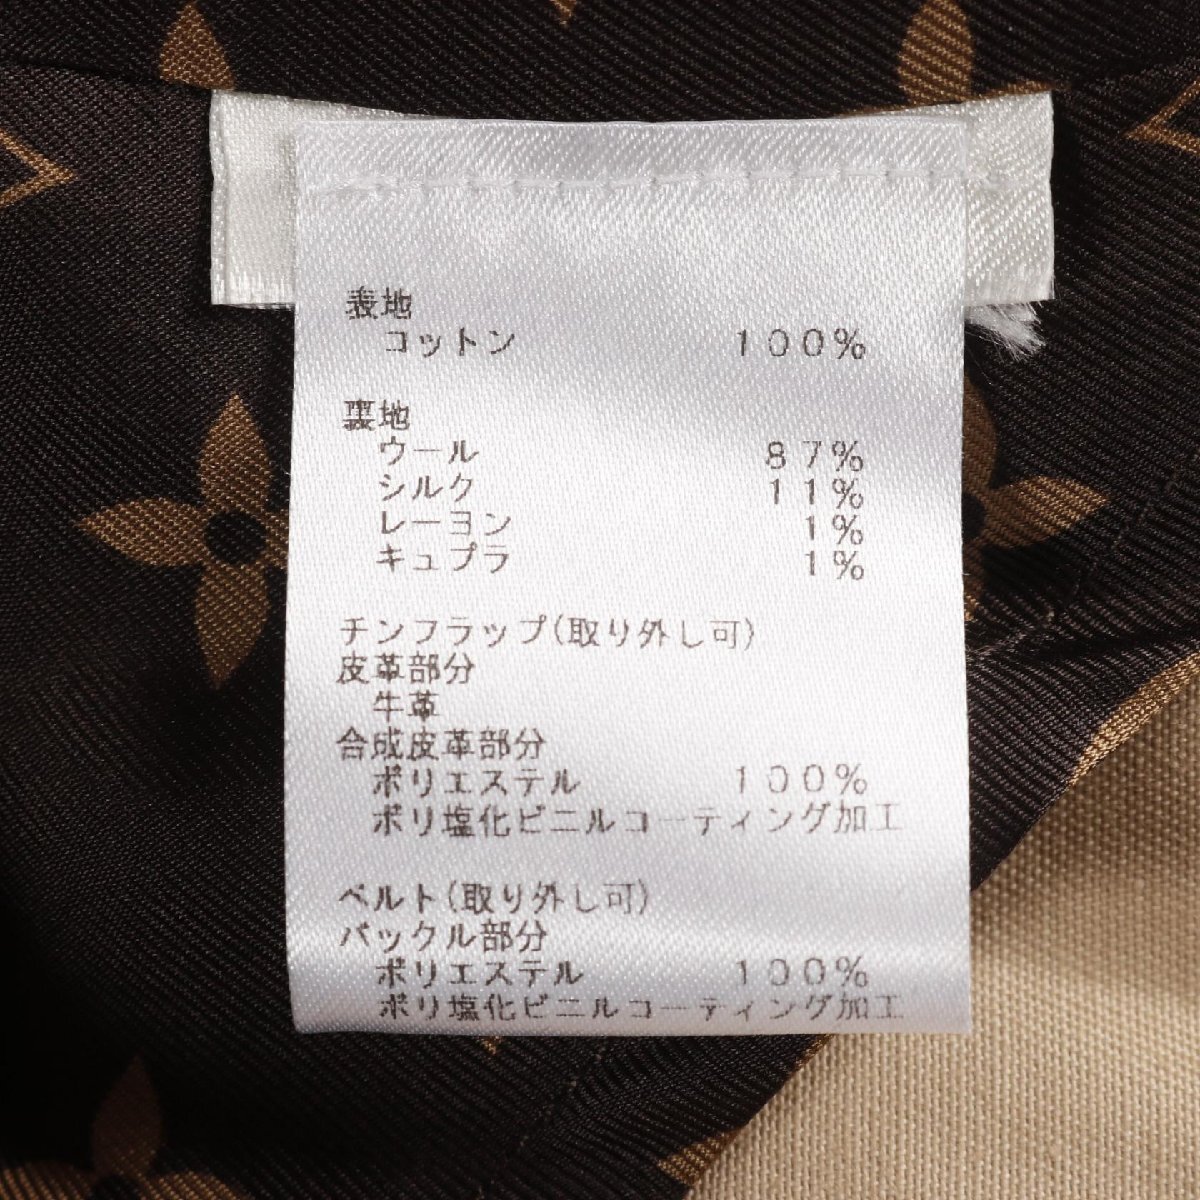 表地
コットン 100%
裏地
ウール 87%
シルク 11%
レーヨン 1%
キュプラ 1%
チンフラップ(取り外し可)
皮革部分
牛革
合成皮革部分
ポリエステル 100%
ポリ塩化ビニルコーティング加工
ベルト(取り外し可)
バックル部分
ポリエステル 100%
ポリ塩化ビニルコーティング加工